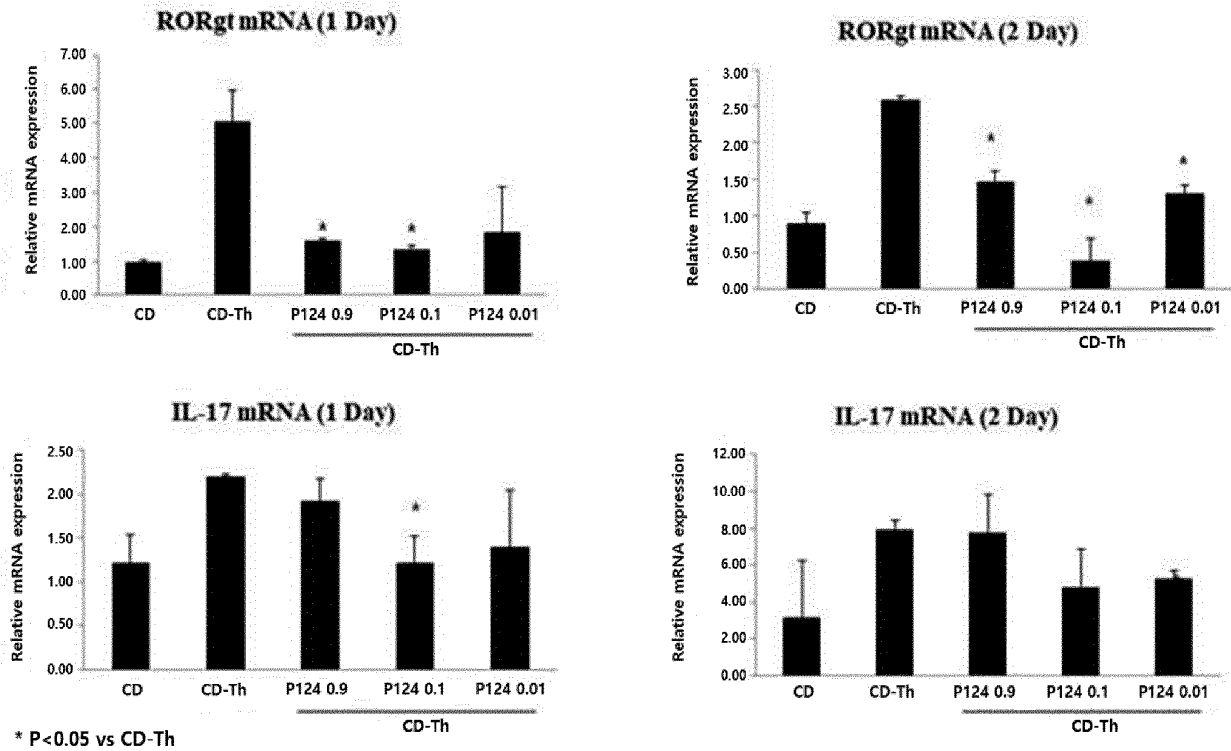 RORgt mRNA (1 Day)
Relative mRNA expression
7.00
6.00
5.00
4.00
3.00
2.00
1.00
0.00
*
*
CD
CD-Th
P124 0.9
P124 0.1
P124 0.01
CD-Th
RORgt mRNA (2 Day)
Relative mRNA expression
3.00
2.50
2.00
1.50
1.00
0.50
0.00
*
*
*
CD
CD-Th
P124 0.9
P124 0.1
P124 0.01
CD-Th
IL-17 mRNA (1 Day)
Relative mRNA expression
2.50
2.00
1.50
1.00
0.50
0.00
*
CD
CD-Th
P124 0.9
P124 0.1
P124 0.01
CD-Th
IL-17 mRNA (2 Day)
Relative mRNA expression
12.00
10.00
8.00
6.00
4.00
2.00
0.00
CD
CD-Th
P124 0.9
P124 0.1
P124 0.01
CD-Th
* P<0.05 vs CD-Th